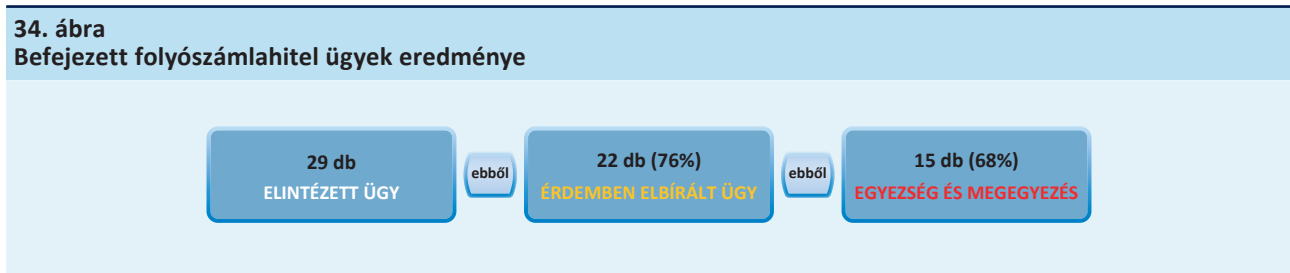 34. ábra
Befejezett folyószámlahitel ügyek eredménye
29 db
ELINTÉZETT ÜGY
ebből
22 db (76%)
ÉRDEMBEN ELBÍRÁLT ÜGY
ebből
15 db (68%)
EGYEZSÉG ÉS MEGEGYEZÉS